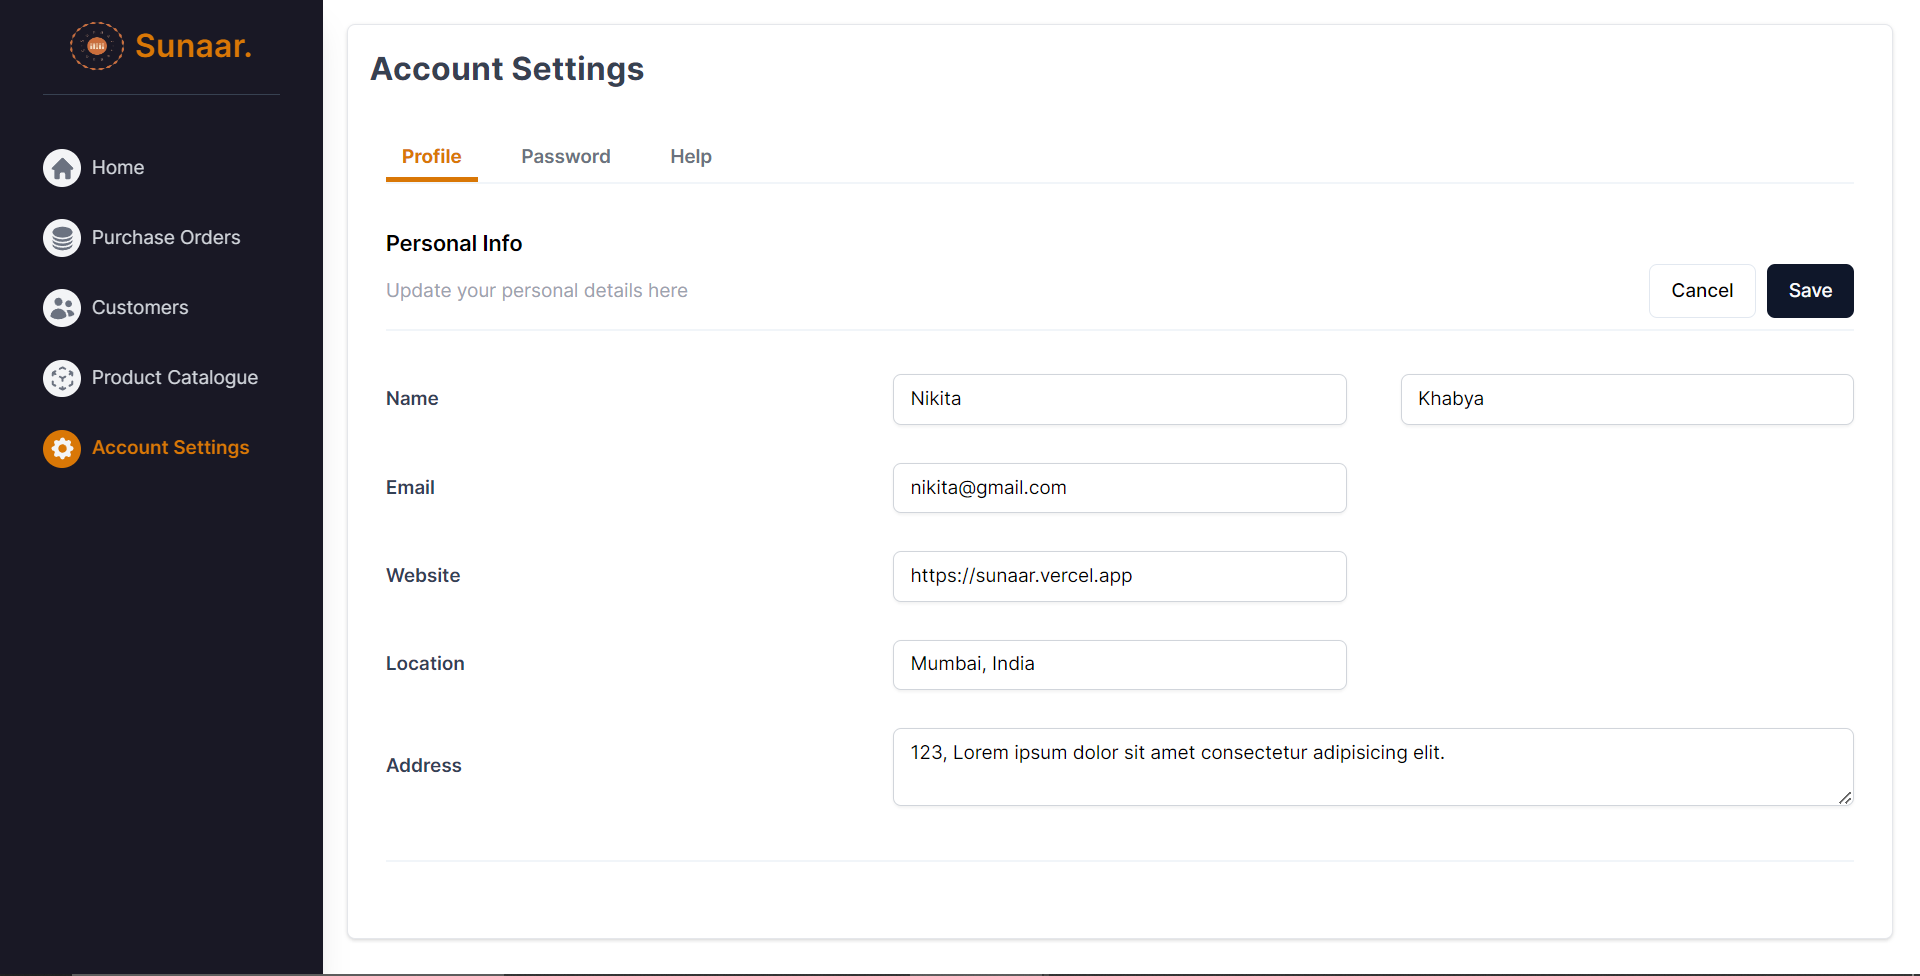 Sunaar.
Home
Purchase Orders
Customers
Product Catalogue
Account Settings
Account Settings
Profile Password Help
Personal Info
Update your personal details here
Cancel Save
Name Nikita Khabya
Email nikita@gmail.com
Website https://sunaar.vercel.app
Location Mumbai, India
Address 123, Lorem ipsum dolor sit amet consectetur adipisicing elit.